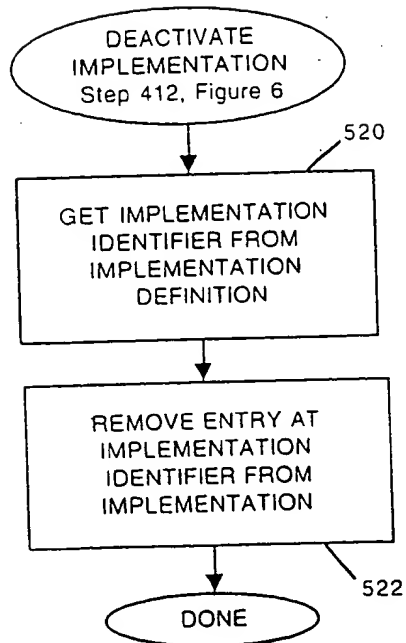 DEACTIVATE
IMPLEMENTATION
Step 412, Figure 6
520
GET IMPLEMENTATION
IDENTIFIER FROM
IMPLEMENTATION
DEFINITION
REMOVE ENTRY AT
IMPLEMENTATION
IDENTIFIER FROM
IMPLEMENTATION
522
DONE